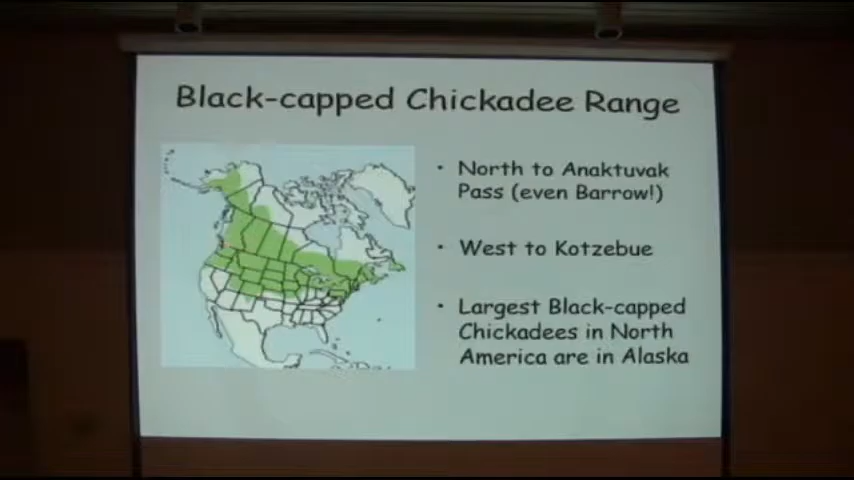 Black-capped Chickadee Range
• North to Anaktuvak
Pass (even Barrow!)
• West to Kotzebue
• Largest Black-capped
Chickadees in North
America are in Alaska